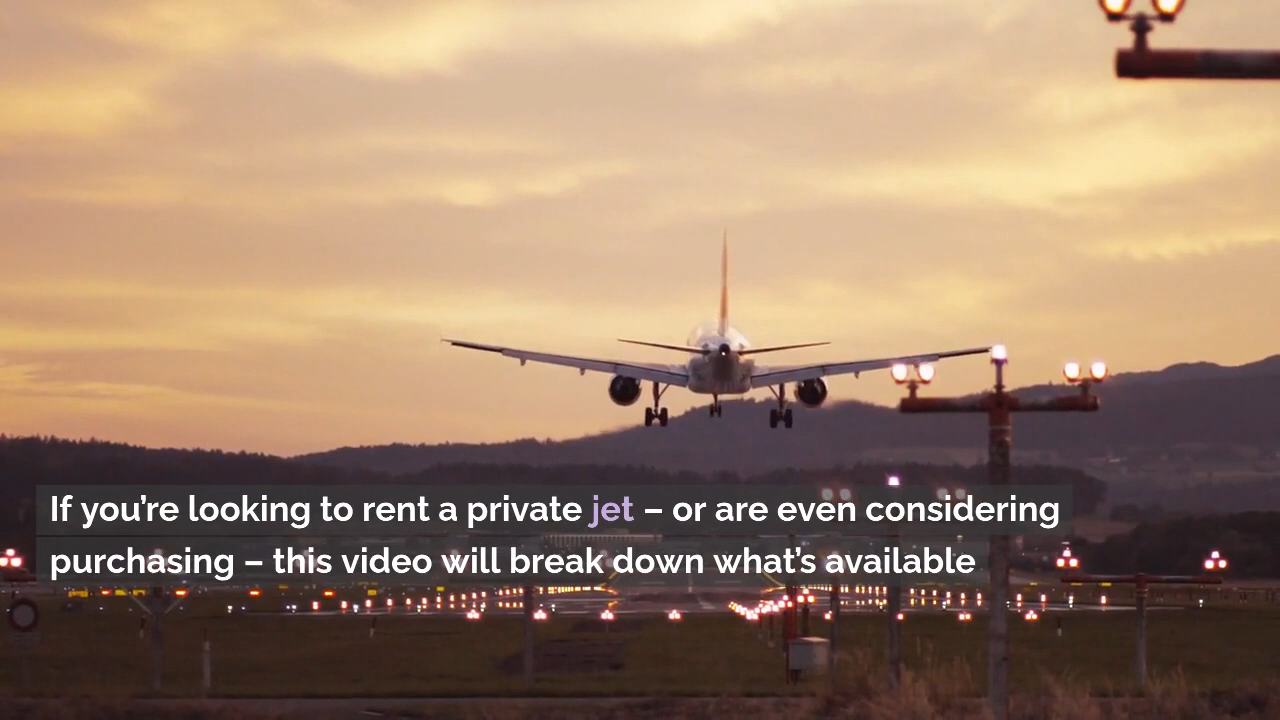 If you’re looking to rent a private jet – or are even considering
purchasing – this video will break down what’s available